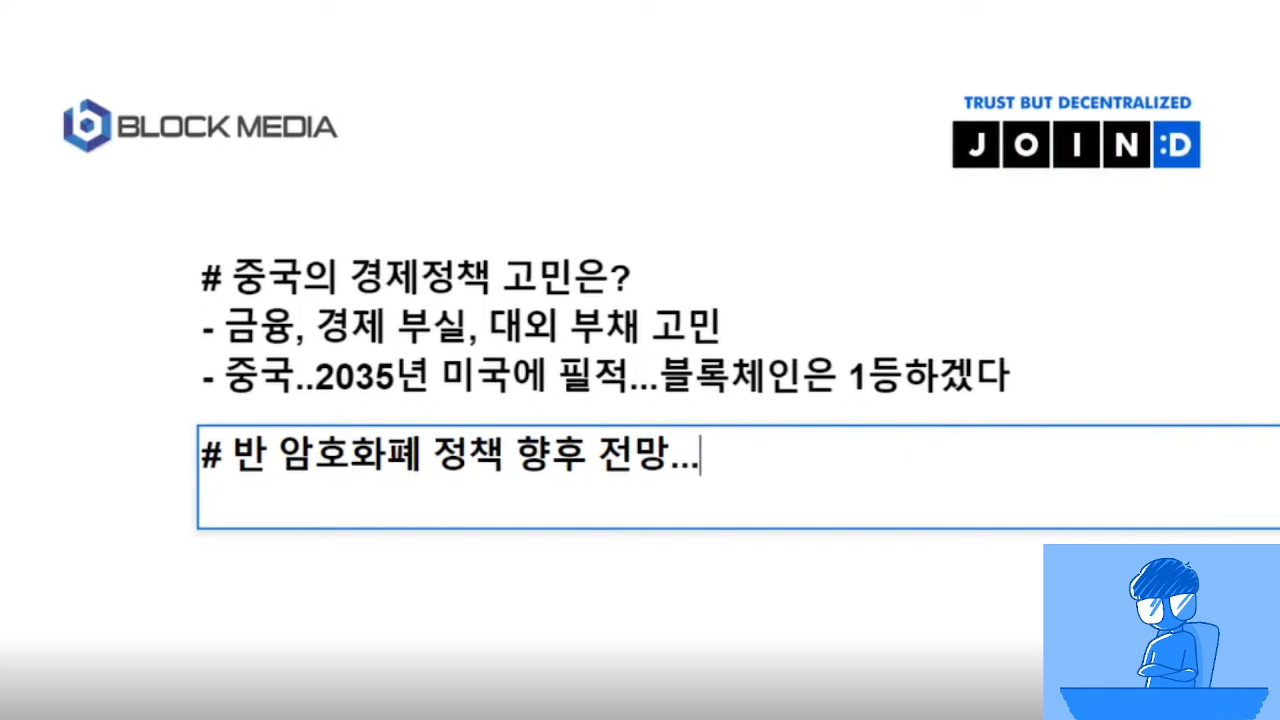 BLOCK MEDIA
TRUST BUT DECENTRALIZED
JOIN:D
# 중국의 경제정책 고민은?
- 금융, 경제 부실, 대외 부채 고민
- 중국..2035년 미국에 필적...블록체인은 1등하겠다
# 반 암호화폐 정책 향후 전망...